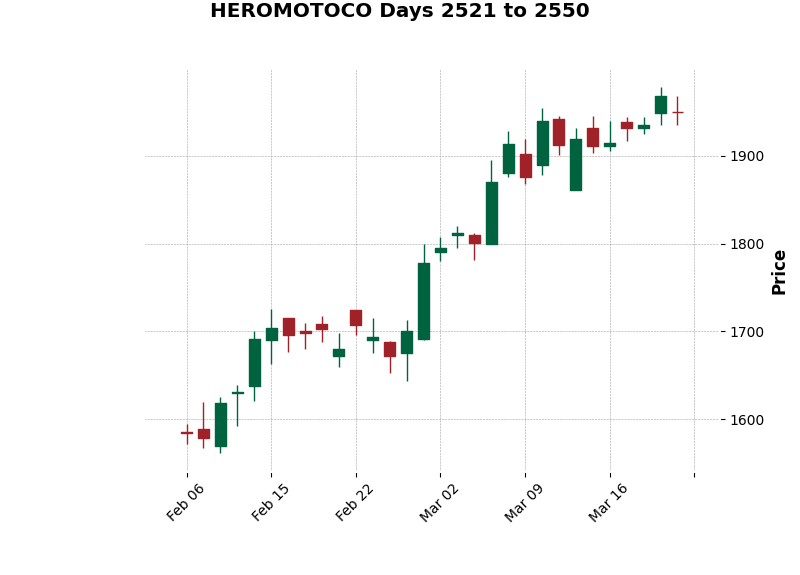 HEROMOTOCO Days 2521 to 2550
1900
1800
1700
1600
Price
Feb 06
Feb 15
Feb 22
Mar 02
Mar 09
Mar 16